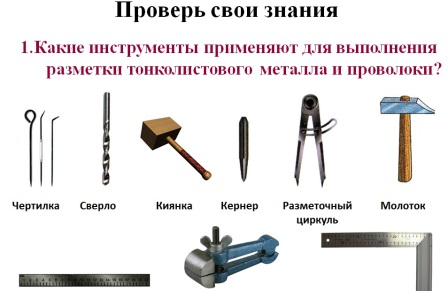 Проверь свои знания
1.Какие инструменты применяют для выполнения
разметки тонколистового металла и проволоки?
Чертилка Сверло Киянка Кернер Разметочный циркуль Молоток